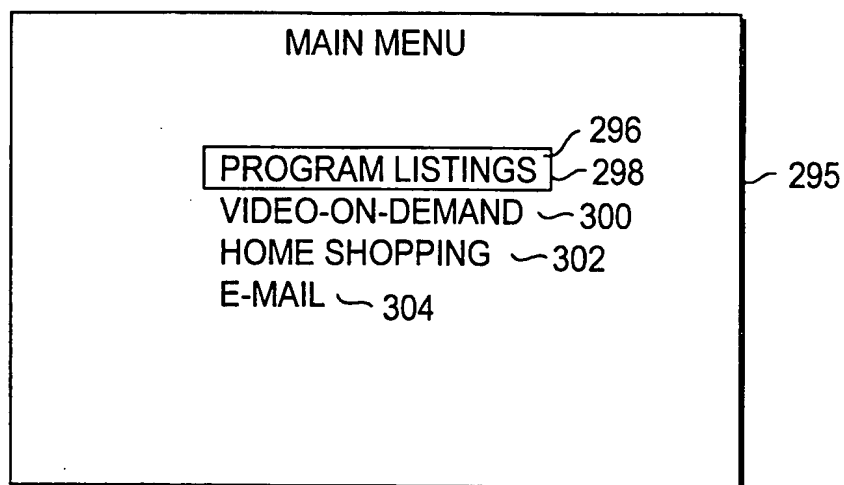 MAIN MENU
296
PROGRAM LISTINGS 298
295
VIDEO-ON-DEMAND 300
HOME SHOPPING 302
E-MAIL 304